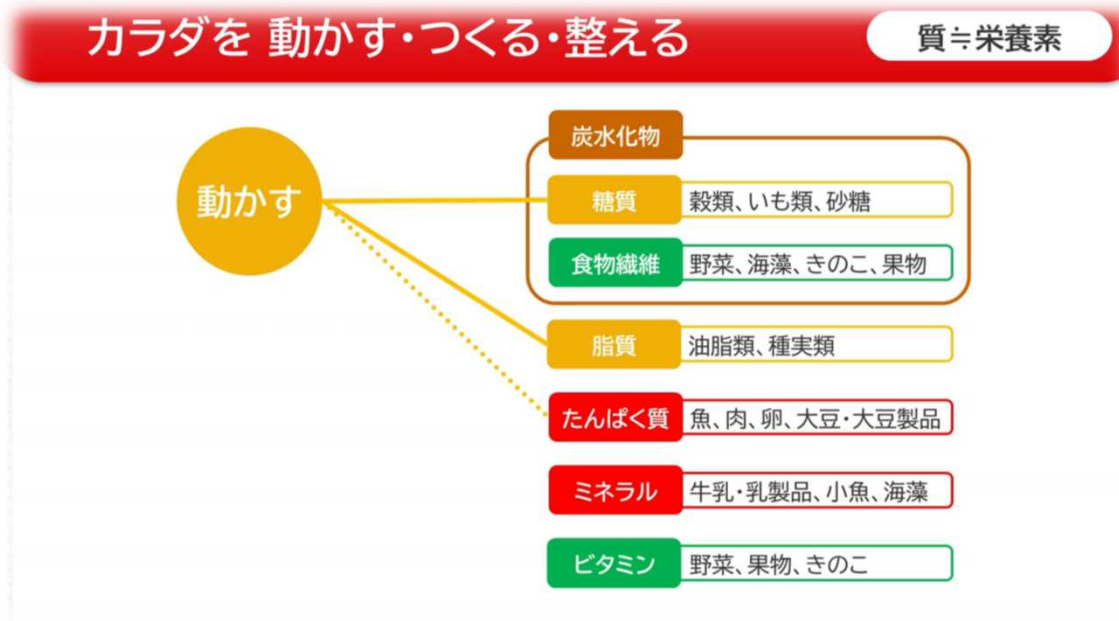 カラダを 動かす・つくる・整える
質≒栄養素
動かす
炭水化物
糖質 穀類、いも類、砂糖
食物繊維 野菜、海藻、きのこ、果物
脂質 油脂類、種実類
たんぱく質 魚、肉、卵、大豆・大豆製品
ミネラル 牛乳・乳製品、小魚、海藻
ビタミン 野菜、果物、きのこ